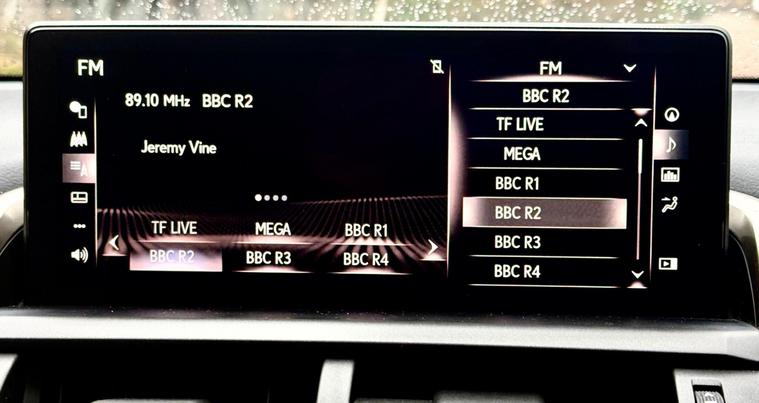 FM
89.10 MHz BBC R2
Jeremy Vine
TF LIVE MEGA BBC R1
BBC R2 BBC R3 BBC R4
FM
BBC R2
TF LIVE
MEGA
BBC R1
BBC R2
BBC R3
BBC R4